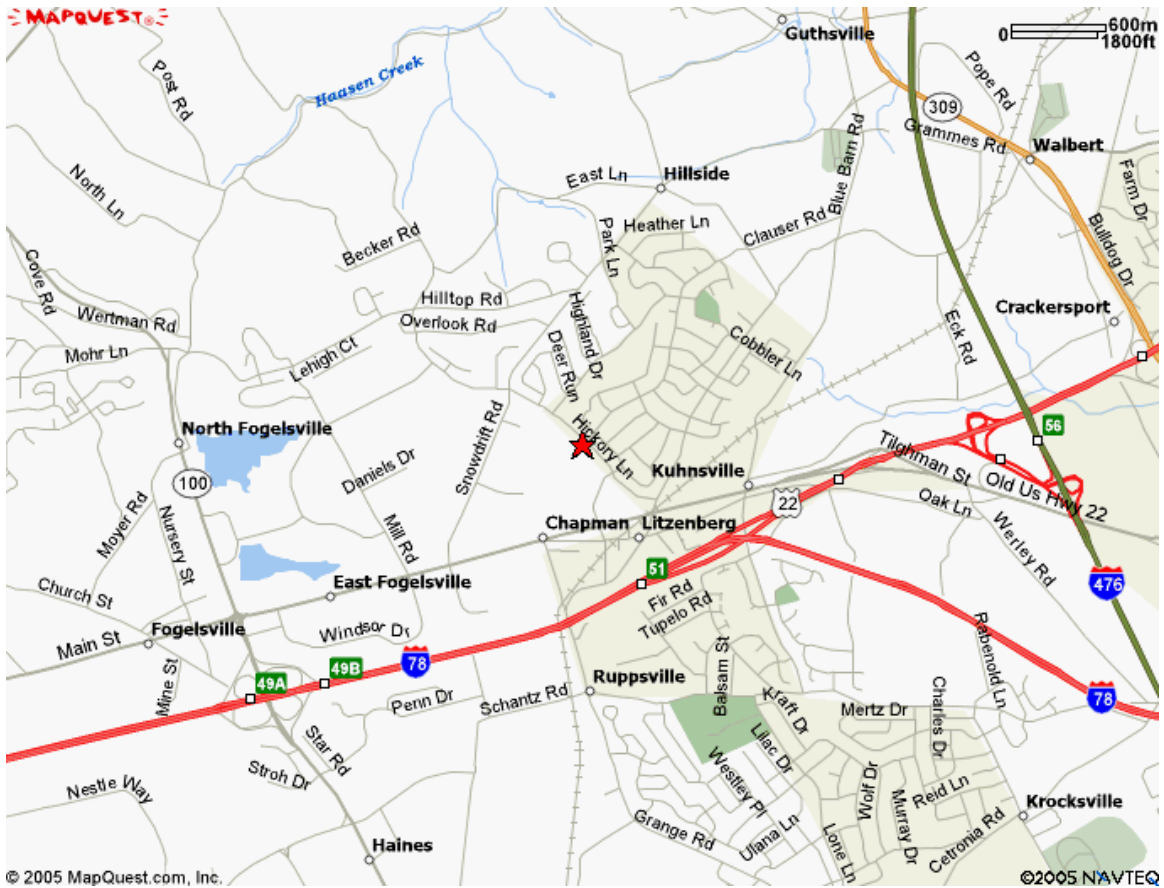 MAPQUEST®
Guthsville
0 600m
1800ft
Post Rd
Haasen Creek
Pope Rd
309
Grammes Rd
Walbert
Blue Barn Rd
North Ln
East Ln
Hillside
Farm Dr
Heather Ln
Park Ln
Clauser Rd
Becker Rd
Bulldog Dr
Cove Rd
Wertman Rd
Hilltop Rd
Overlook Rd
Highland Dr
Crackersport
Mohr Ln
Lehigh Ct
Deer Run
Cobbler Ln
Eck Rd
North Fogelsville
Snowdrift Rd
Hickory Ln
56
Tilghman St
Daniels Dr
Kuhnsville
100
22
Oak Ln
Old Us Hwy 22
Moyer Rd
Nursery St
Mill Rd
Chapman
Litzenberg
Werley Rd
Church St
East Fogelsville
51
Fir Rd
Tupelo Rd
476
Main St
Fogelsville
Windsor Dr
78
Rabenold Ln
49B
49A
Mine St
Penn Dr
Schantz Rd
Ruppsville
Balsam St
Kraft Dr
Mertz Dr
Charles Dr
78
Star Rd
Stroh Dr
Lilac Dr
Westley Pl
Wolf Dr
Reid Ln
Nestle Way
Murray Dr
Krocksville
Haines
Grange Rd
Ulana Ln
Lone Ln
Cetronia Rd
© 2005 MapQuest.com, Inc.
©2005 NAVTEQ